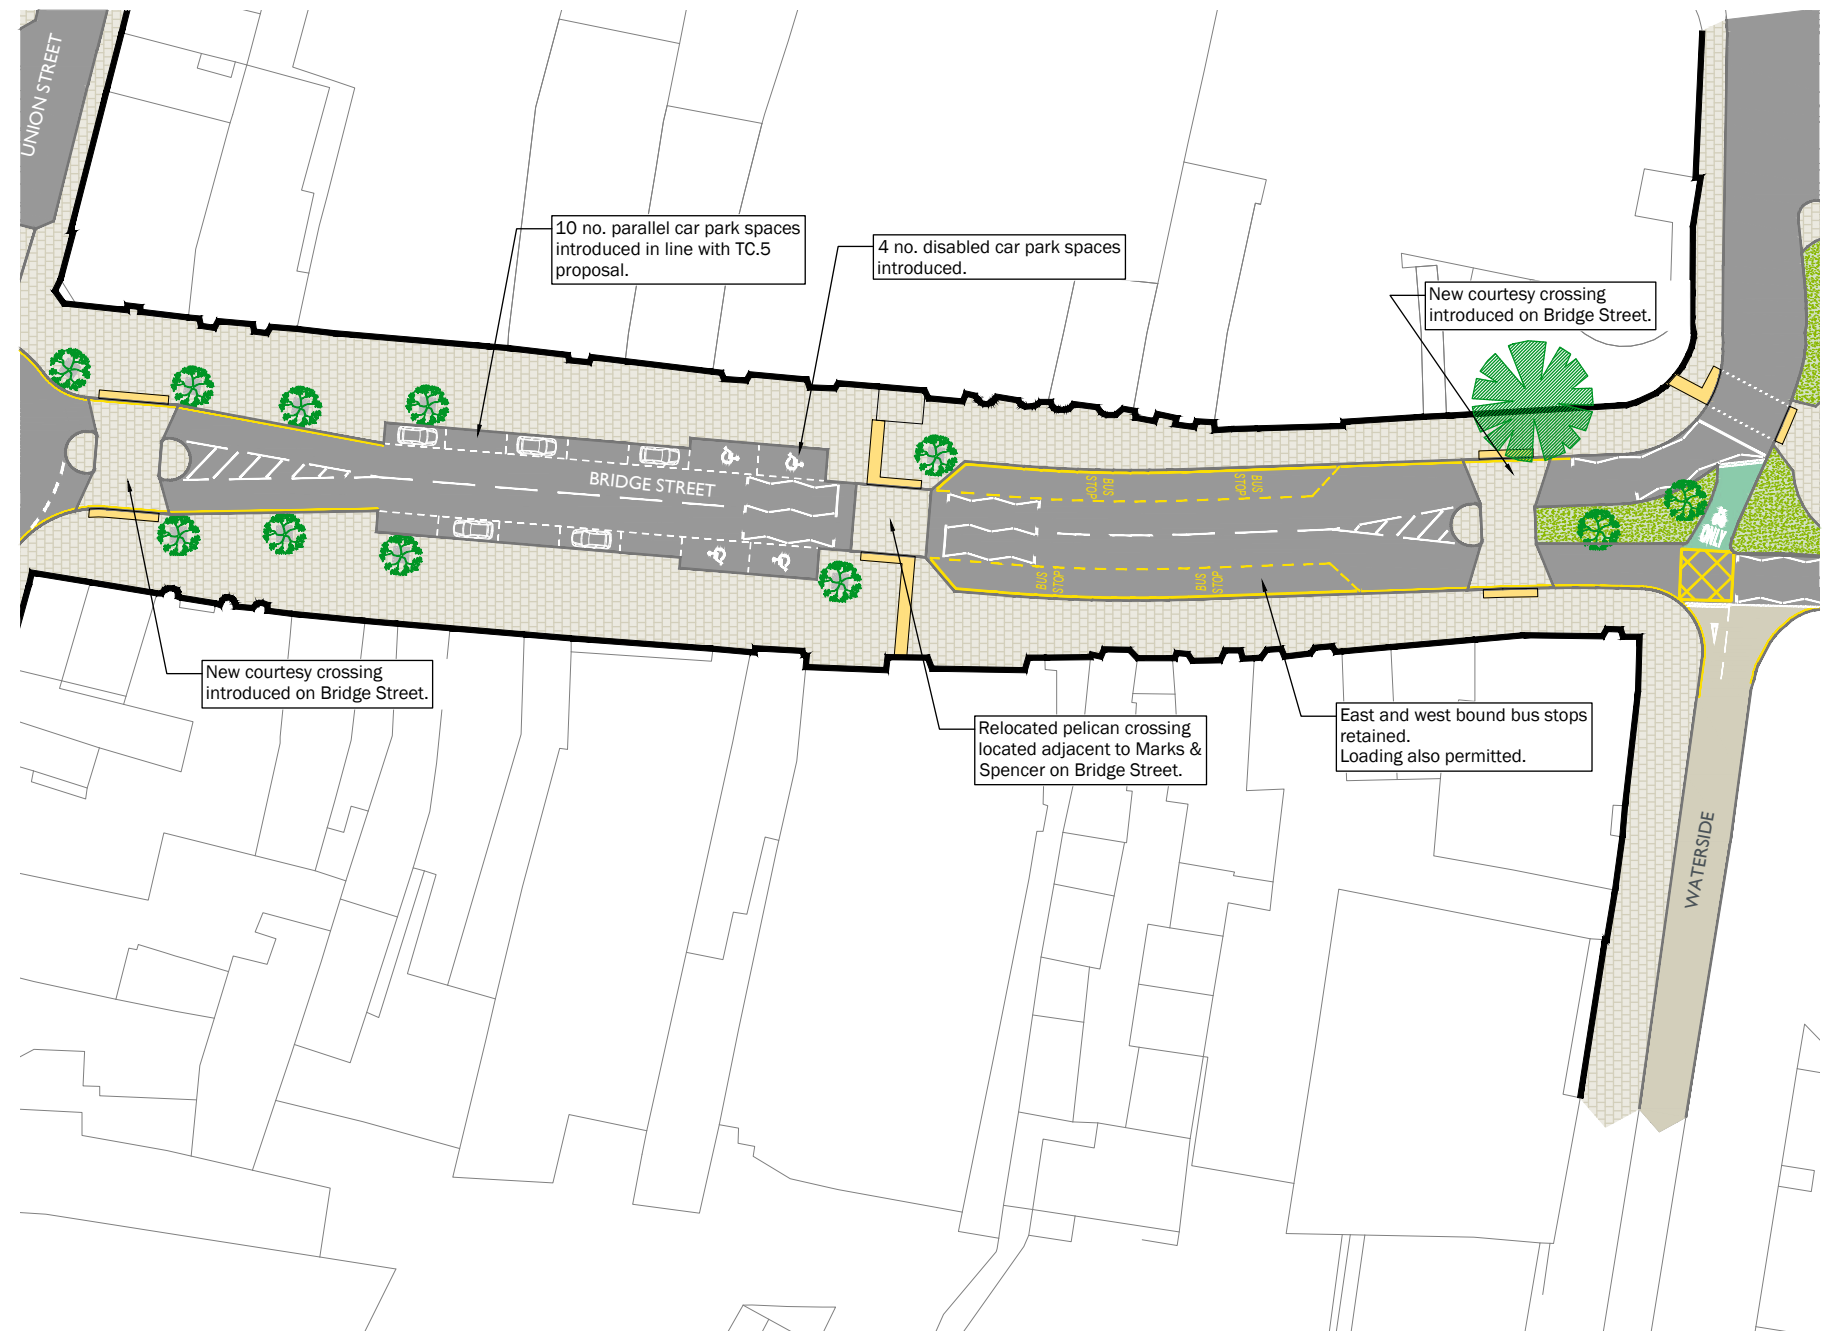 UNION STREET
10 no. parallel car park spaces
introduced in line with TC.5
proposal.
4 no. disabled car park spaces
introduced.
New courtesy crossing
introduced on Bridge Street.
BRIDGE STREET
BUS
STOP
BUS
STOP
ONLY
BUS
STOP
BUS
STOP
New courtesy crossing
introduced on Bridge Street.
Relocated pelican crossing
located adjacent to Marks &
Spencer on Bridge Street.
East and west bound bus stops
retained.
Loading also permitted.
WATERSIDE